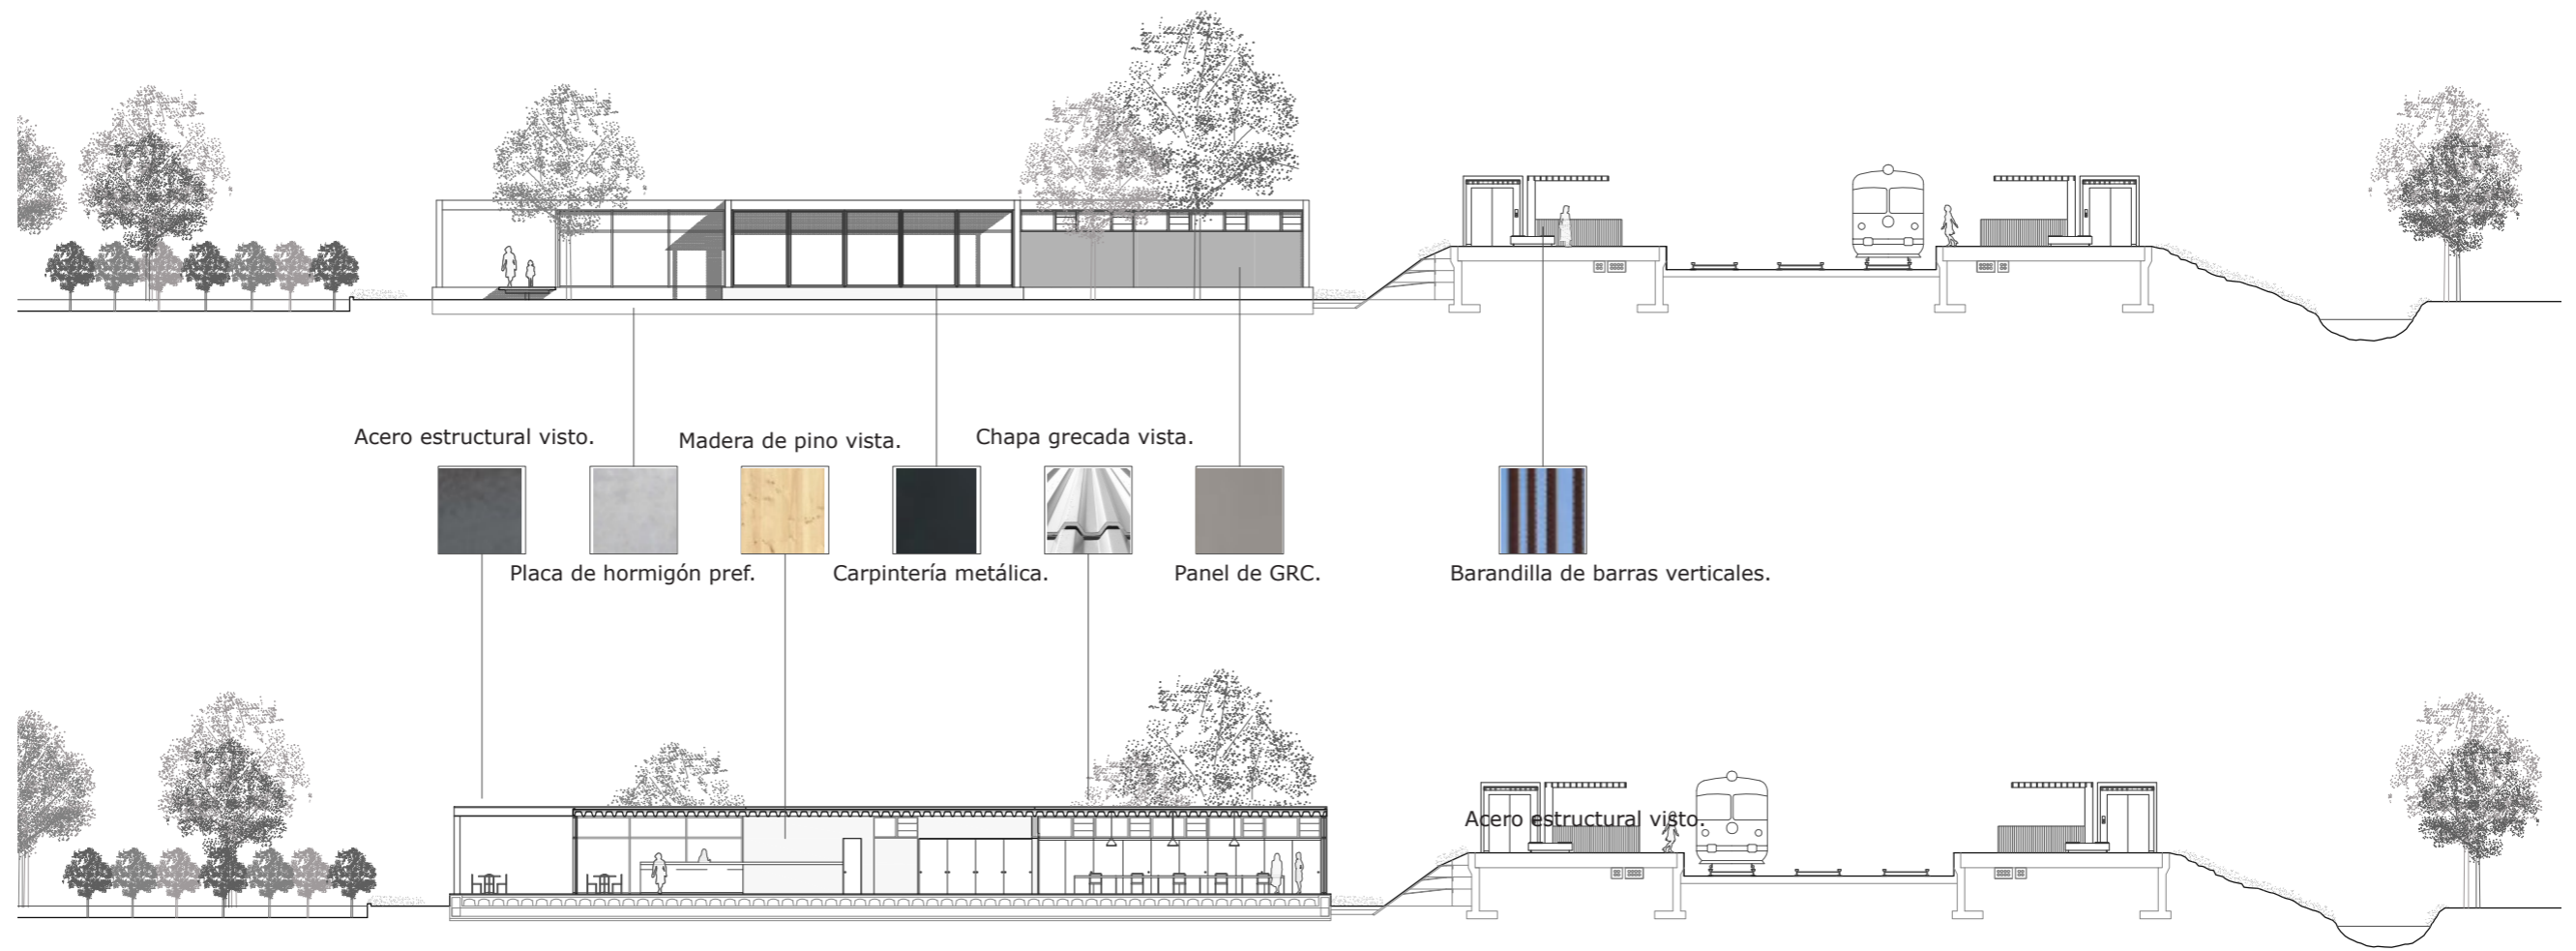 Acero estructural visto.
Madera de pino vista.
Chapa grecada vista.
Placa de hormigón pref.
Carpintería metálica.
Panel de GRC.
Barandilla de barras verticales.
Acero estructural visto.